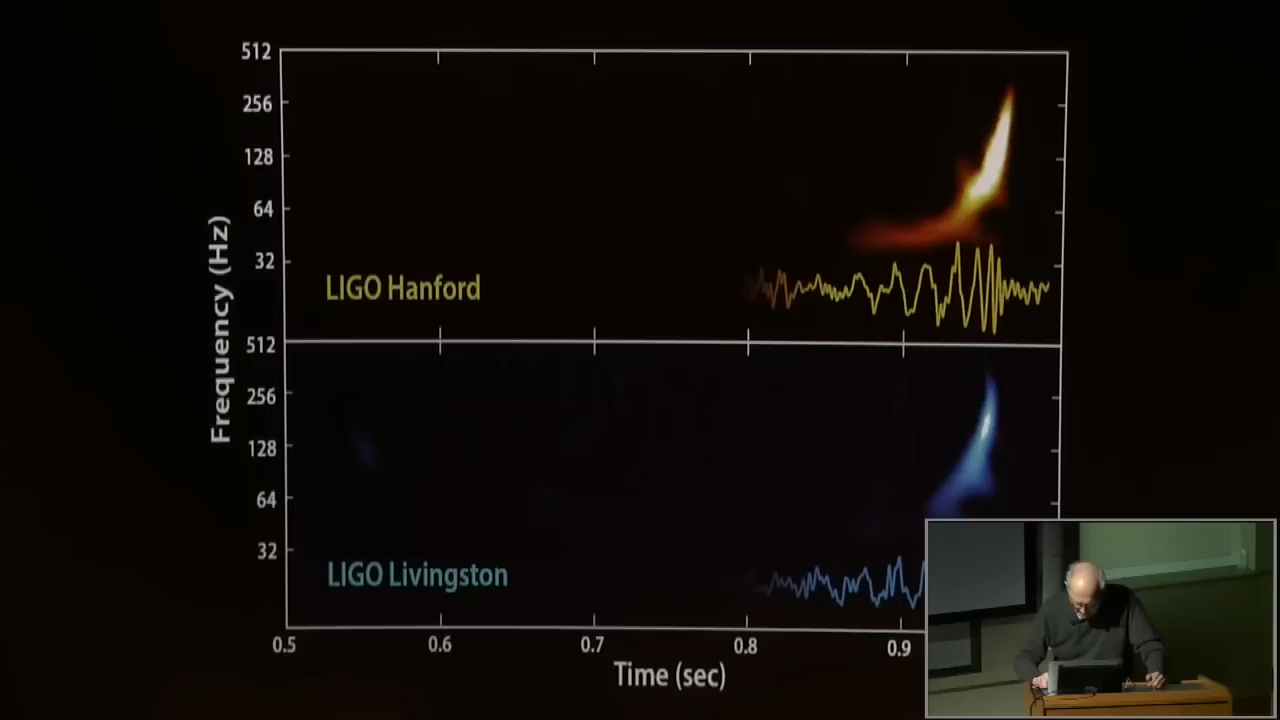 512
256
128
64
32
LIGO Hanford
512
256
128
64
32
LIGO Livingston
Frequency (Hz)
0.5 0.6 0.7 0.8 0.9
Time (sec)